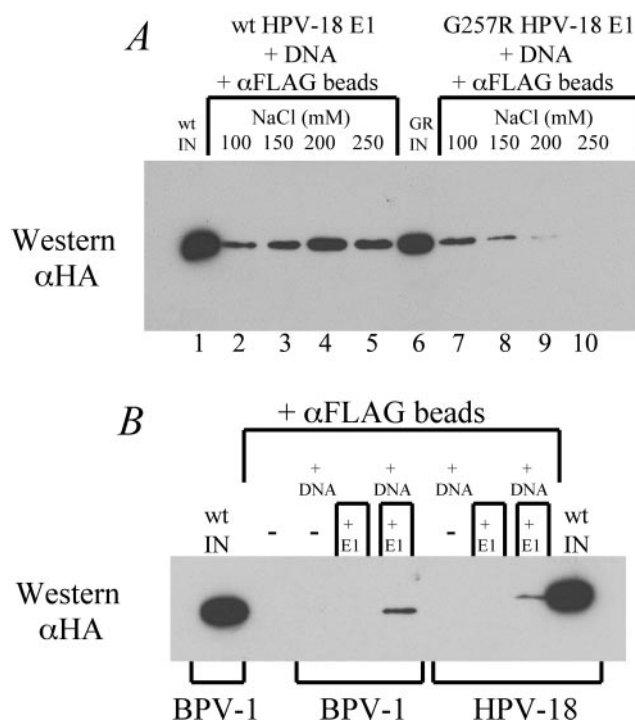 A
wt HPV-18 E1 G257R HPV-18 E1
+ DNA + DNA
+ αFLAG beads + αFLAG beads
wt IN NaCl (mM) GR IN NaCl (mM)
100 150 200 250 100 150 200 250
Western
αHA
1 2 3 4 5 6 7 8 9 10
B
+ αFLAG beads
+ + + +
DNA DNA DNA DNA
wt wt
IN - - + E1 + E1 - + E1 + E1 IN
Western
αHA
BPV-1 BPV-1 HPV-18